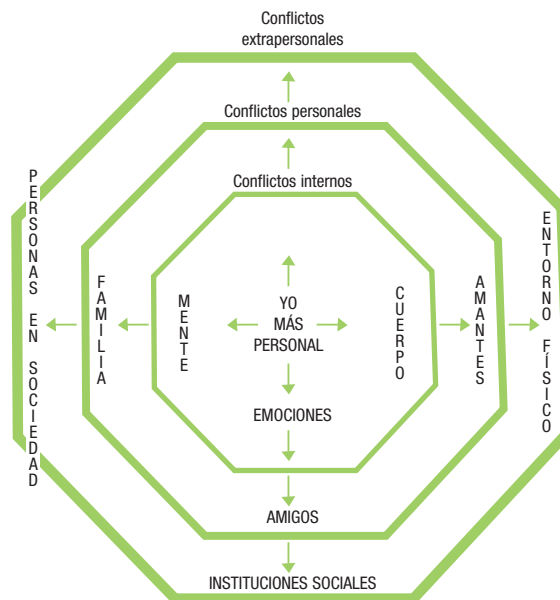 Conflictos
extrapersonales
Conflictos personales
Conflictos internos
PERSONAS EN SOCIEDAD
FAMILIA
MENTE
YO
MÁS
PERSONAL
CUERPO
AMANTES
ENTORNO FÍSICO
EMOCIONES
AMIGOS
INSTITUCIONES SOCIALES